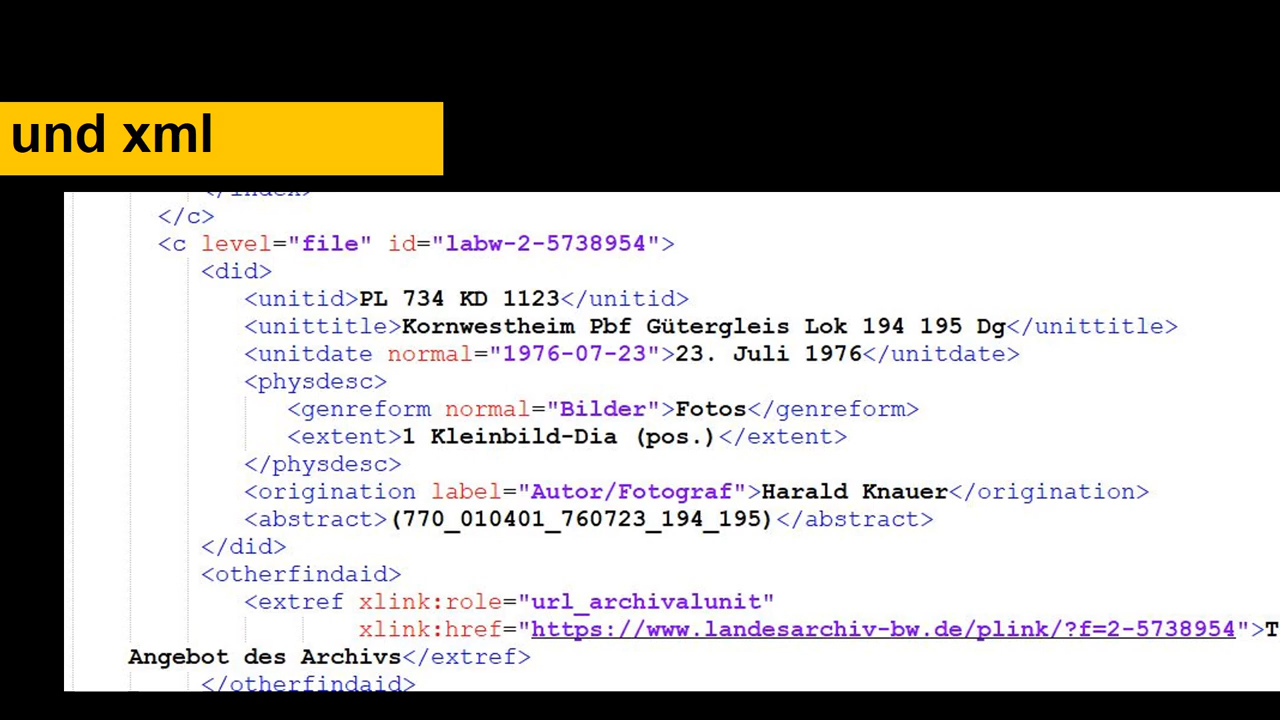 und xml
</index>
</c>
<c level="file" id="labw-2-5738954">
<did>
<unitid>PL 734 KD 1123</unitid>
<unittitle>Kornwestheim Pbf Gütergleis Lok 194 195 Dg</unittitle>
<unitdate normal="1976-07-23">23. Juli 1976</unitdate>
<physdesc>
<genreform normal="Bilder">Fotos</genreform>
<extent>1 Kleinbild-Dia (pos.)</extent>
</physdesc>
<origination label="Autor/Fotograf">Harald Knauer</origination>
<abstract>(770_010401_760723_194_195)</abstract>
</did>
<otherfindaid>
<extref xlink:role="url_archivalunit"
xlink:href="https://www.landesarchiv-bw.de/plink/?f=2-5738954">
Angebot des Archivs</extref>
</otherfindaid>